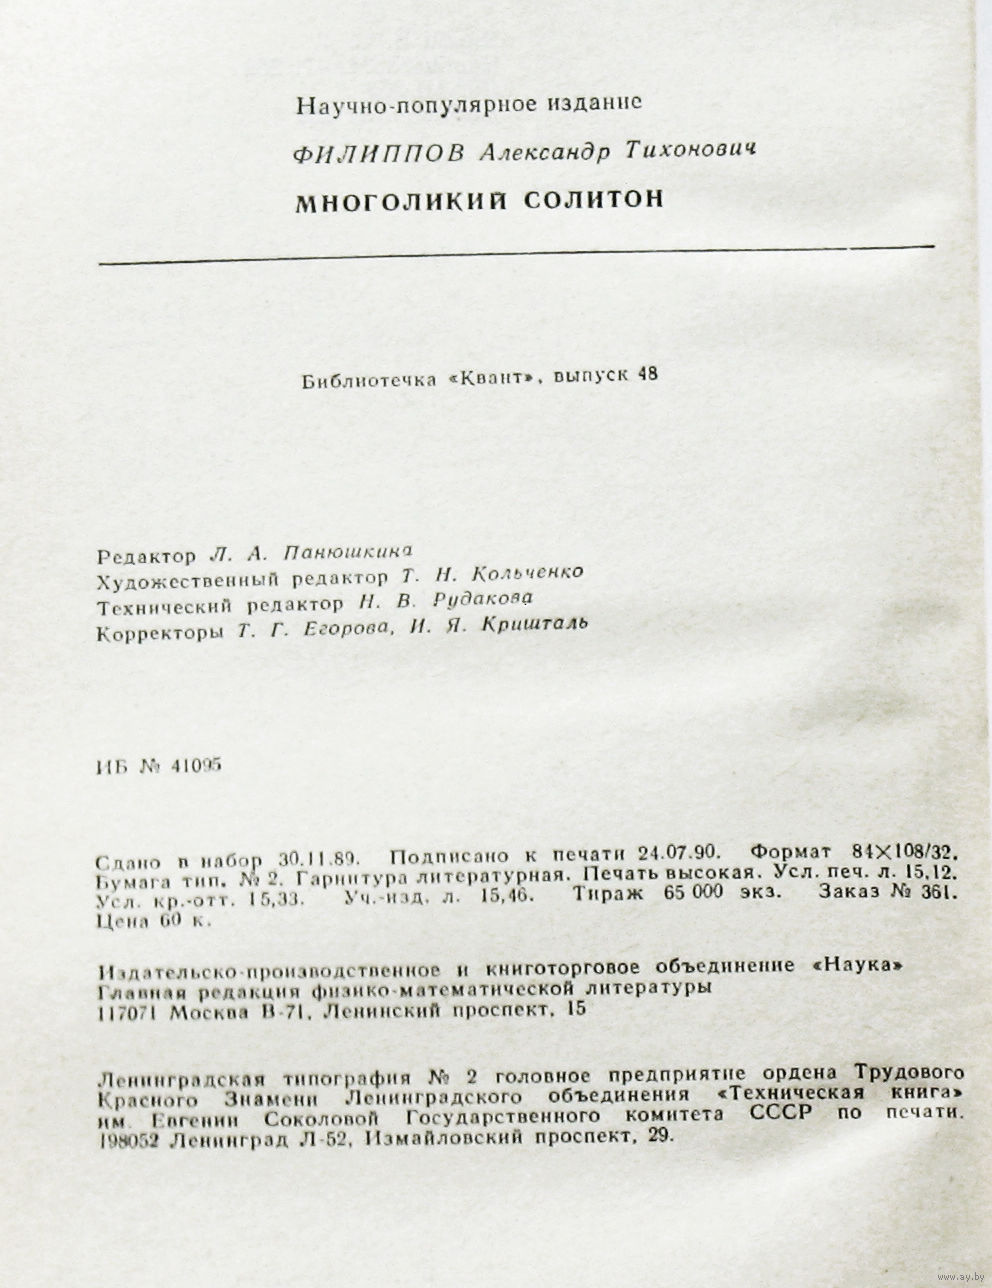 Научно-популярное издание
ФИЛИППОВ Александр Тихонович
МНОГОЛИКИЙ СОЛИТОН
Библиотечка «Квант», выпуск 48
Редактор Л. А. Панюшкина
Художественный редактор Т. Н. Кольченко
Технический редактор Н. В. Рудакова
Корректоры Т. Г. Егорова, И. Я. Кришталь
ИБ № 41095
Сдано в набор 30.11.89. Подписано к печати 24.07.90. Формат 84×108/32.
Бумага тип. № 2. Гарнитура литературная. Печать высокая. Усл. печ. л. 15,12.
Усл. кр.-отт. 15,33. Уч.-изд. л. 15,46. Тираж 65 000 экз. Заказ № 361.
Цена 60 к.
Издательско-производственное и книготорговое объединение «Наука»
Главная редакция физико-математической литературы
117071 Москва В-71, Ленинский проспект, 15
Ленинградская типография № 2 головное предприятие ордена Трудового
Красного Знамени Ленинградского объединения «Техническая книга»
им. Евгении Соколовой Государственного комитета СССР по печати.
198052 Ленинград Л-52, Измайловский проспект, 29.
www.ay.by